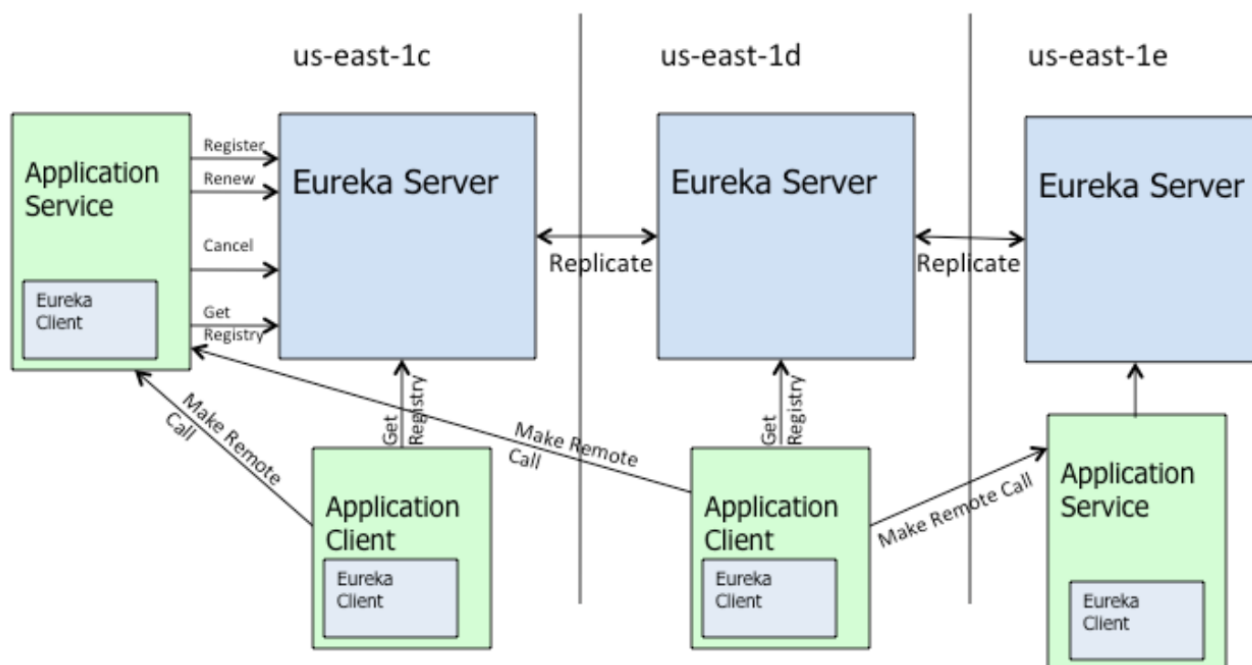 us-east-1c
us-east-1d
us-east-1e
Application
Service
Eureka
Client
Register
Renew
Cancel
Get
Registry
Eureka Server
Replicate
Eureka Server
Replicate
Eureka Server
Make Remote
Call
Get
Registry
Make Remote
Call
Get
Registry
Make Remote Call
Application
Client
Eureka
Client
Application
Client
Eureka
Client
Application
Service
Eureka
Client